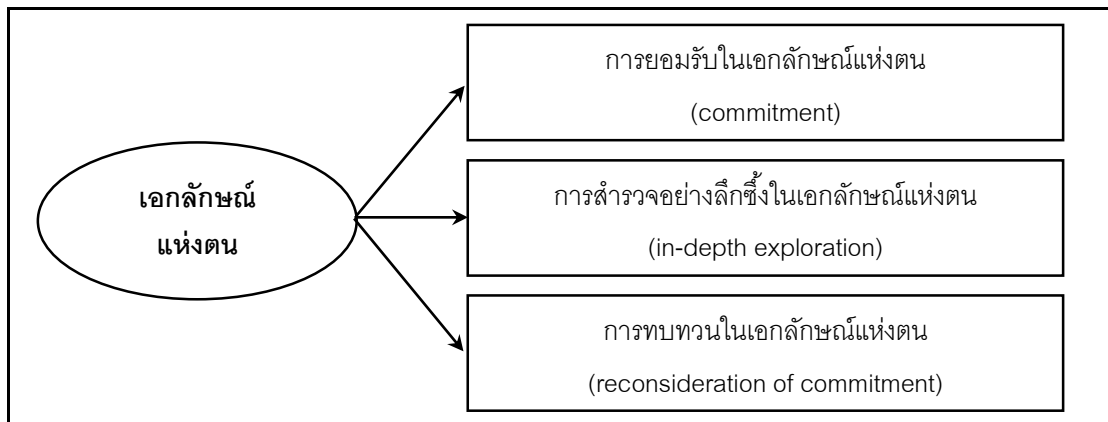 เอกลักษณ์
แห่งตน
การยอมรับในเอกลักษณ์แห่งตน
(commitment)
การสำรวจอย่างลึกซึ้งในเอกลักษณ์แห่งตน
(in-depth exploration)
การทบทวนในเอกลักษณ์แห่งตน
(reconsideration of commitment)